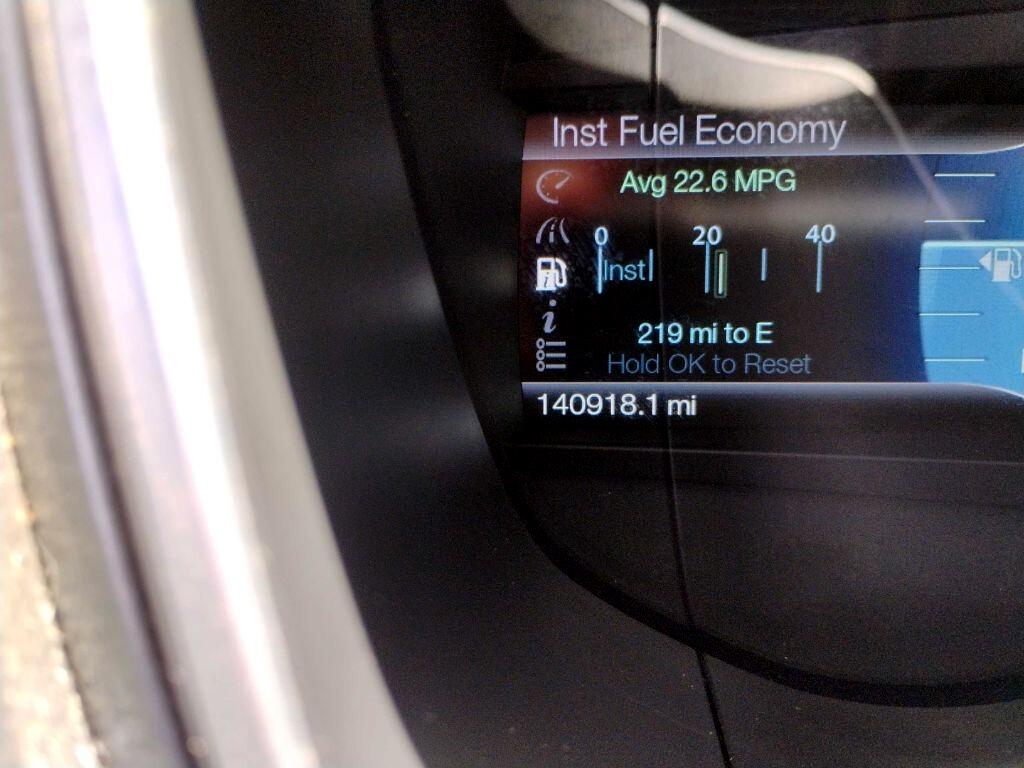 Inst Fuel Economy
Avg 22.6 MPG
0 20 40
Inst
219 mi to E
Hold OK to Reset
140918.1 mi